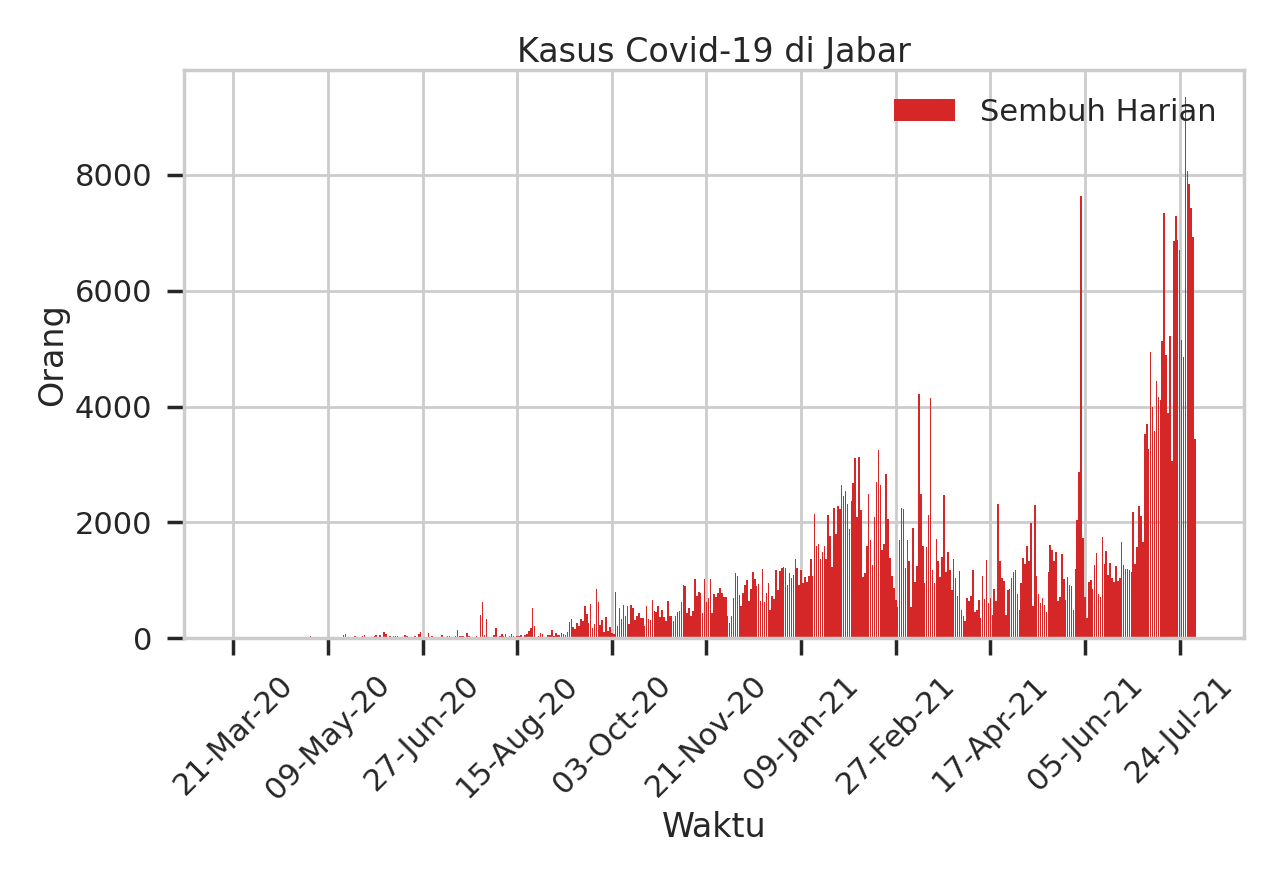 Kasus Covid-19 di Jabar
Sembuh Harian
8000
6000
4000
2000
0
Orang
21-Mar-20
09-May-20
27-Jun-20
15-Aug-20
03-Oct-20
21-Nov-20
09-Jan-21
27-Feb-21
17-Apr-21
05-Jun-21
24-Jul-21
Waktu